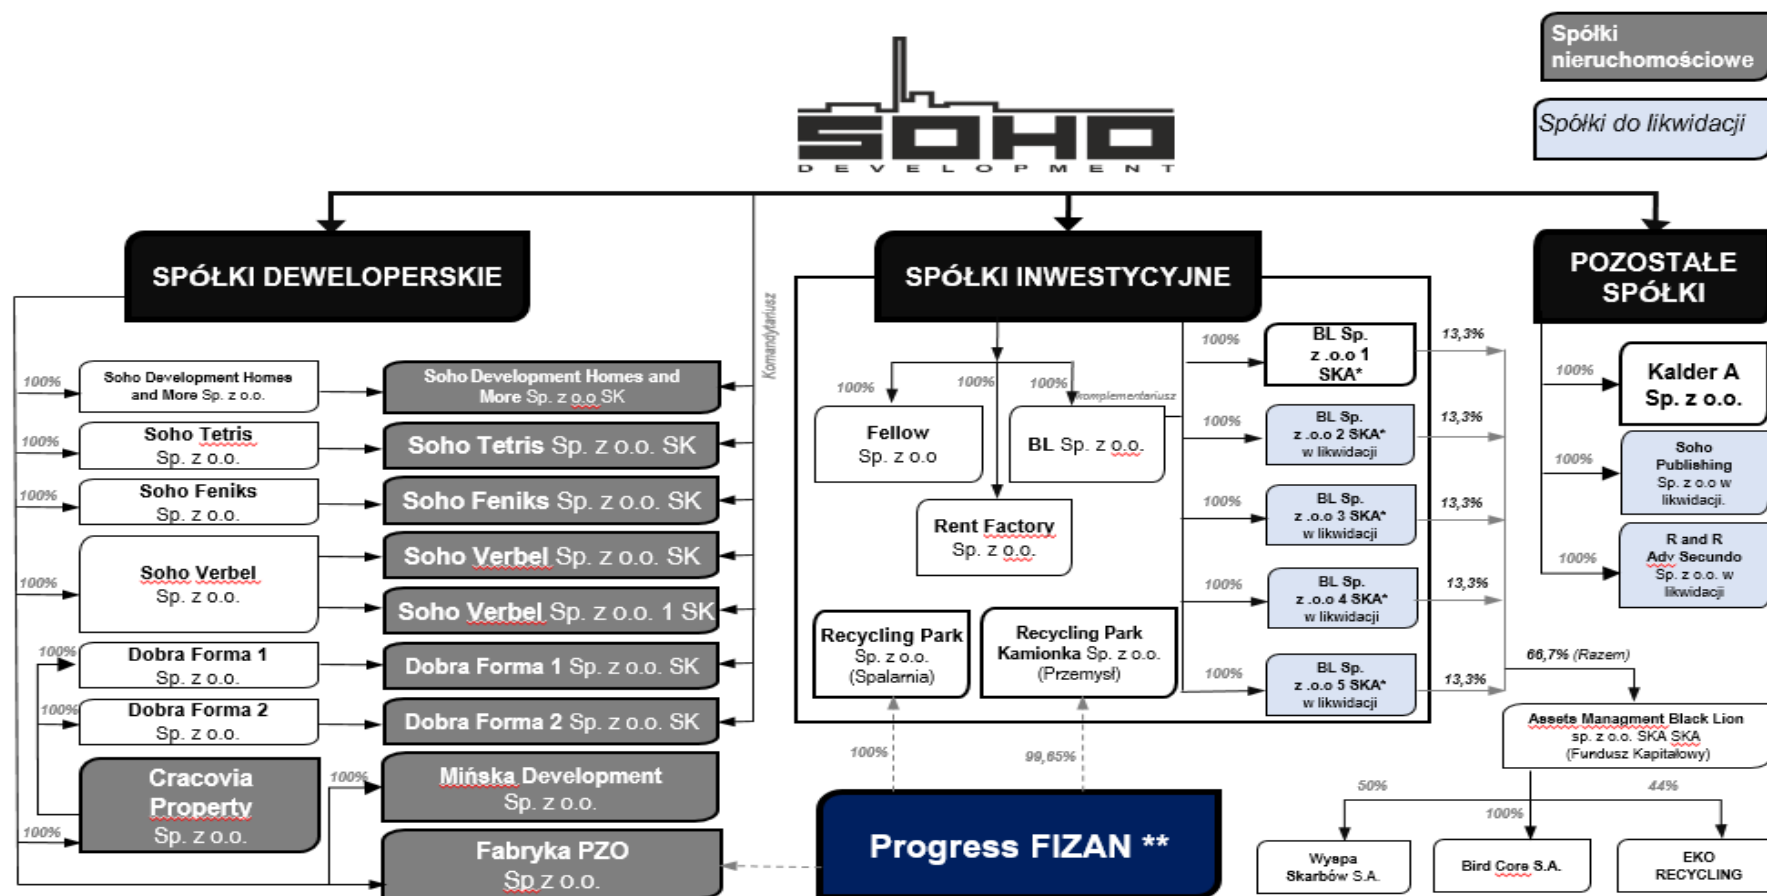 Spółki
nieruchomościowe
Spółki do likwidacji
SOHO
DEVELOPMENT
SPÓŁKI DEWELOPERSKIE
Komandytariusz
100%
Soho Development Homes
and More Sp. z o.o.
Soho Development Homes and
More Sp. z o.o SK
100%
Soho Tetris
Sp. z o.o.
Soho Tetris Sp. z o.o. SK
100%
Soho Feniks
Sp. z o.o.
Soho Feniks Sp. z o.o. SK
100%
Soho Verbel
Sp. z o.o.
Soho Verbel Sp. z o.o. SK
Soho Verbel Sp. z o.o. 1 SK
100%
Dobra Forma 1
Sp. z o.o.
Dobra Forma 1 Sp. z o.o. SK
100%
Dobra Forma 2
Sp. z o.o.
Dobra Forma 2 Sp. z o.o. SK
100%
Cracovia
Property
Sp. z o.o.
100%
Mińska Development
Sp. z o.o.
Fabryka PZO
Sp z o.o.
SPÓŁKI INWESTYCYJNE
100%
100%
100%
komplementariusz
Fellow
Sp. z o.o
BL Sp. z o.o.
Rent Factory
Sp. z o.o.
Recycling Park
Sp. z o.o.
(Spalarnia)
Recycling Park
Kamionka Sp. z o.o.
(Przemysł)
100%
99,65%
Progress FIZAN **
100%
BL Sp.
z .o.o 1
SKA*
13,3%
100%
BL Sp.
z .o.o 2 SKA*
w likwidacji
13,3%
100%
BL Sp.
z .o.o 3 SKA*
w likwidacji
13,3%
100%
BL Sp.
z .o.o 4 SKA*
w likwidacji
13,3%
100%
BL Sp.
z .o.o 5 SKA*
w likwidacji
13,3%
POZOSTAŁE
SPÓŁKI
100%
Kalder A
Sp. z o.o.
100%
Soho
Publishing
Sp. z o.o w
likwidacji.
100%
R and R
Adv Secundo
Sp. z o.o. w
likwidacji
66,7% (Razem)
Assets Managment Black Lion
sp. z o.o. SKA SKA
(Fundusz Kapitałowy)
50%
100%
44%
Wyspa
Skarbów S.A.
Bird Core S.A.
EKO
RECYCLING